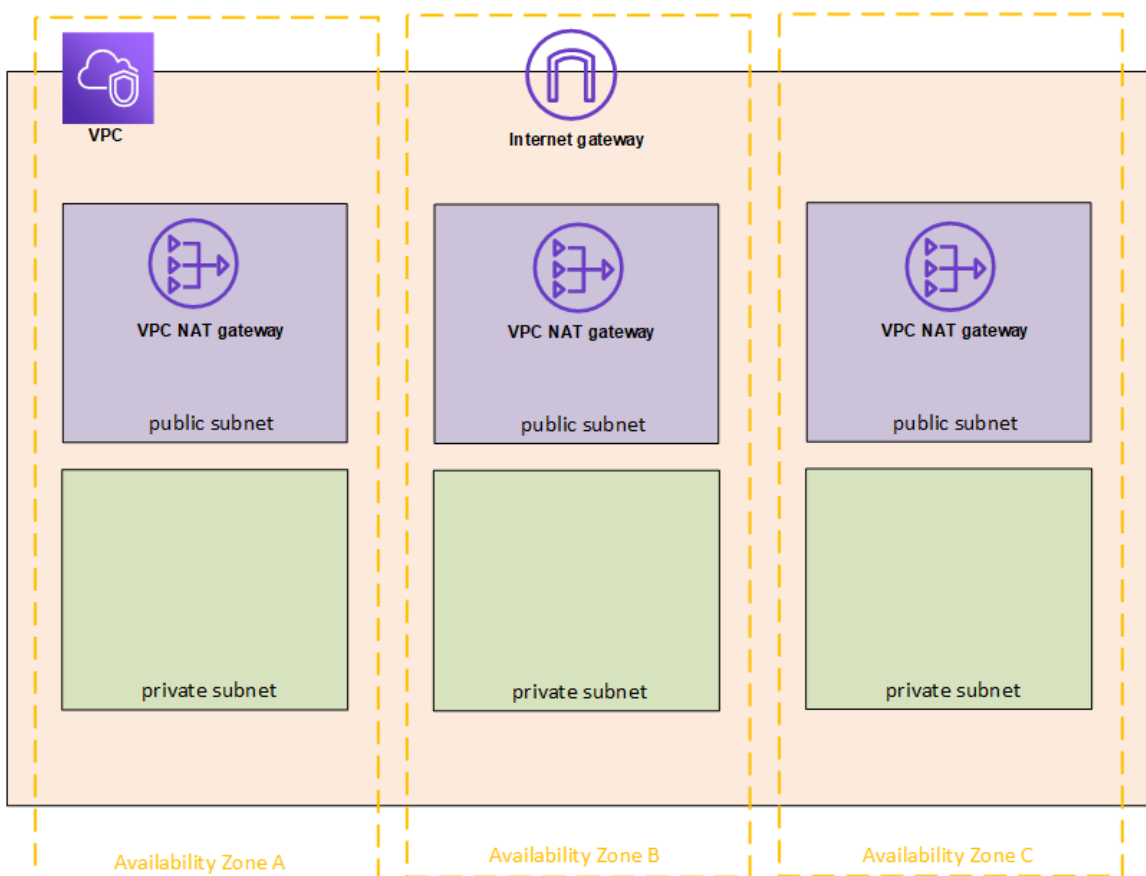 VPC
Internet gateway
VPC NAT gateway
VPC NAT gateway
VPC NAT gateway
public subnet
public subnet
public subnet
private subnet
private subnet
private subnet
Availability Zone A
Availability Zone B
Availability Zone C